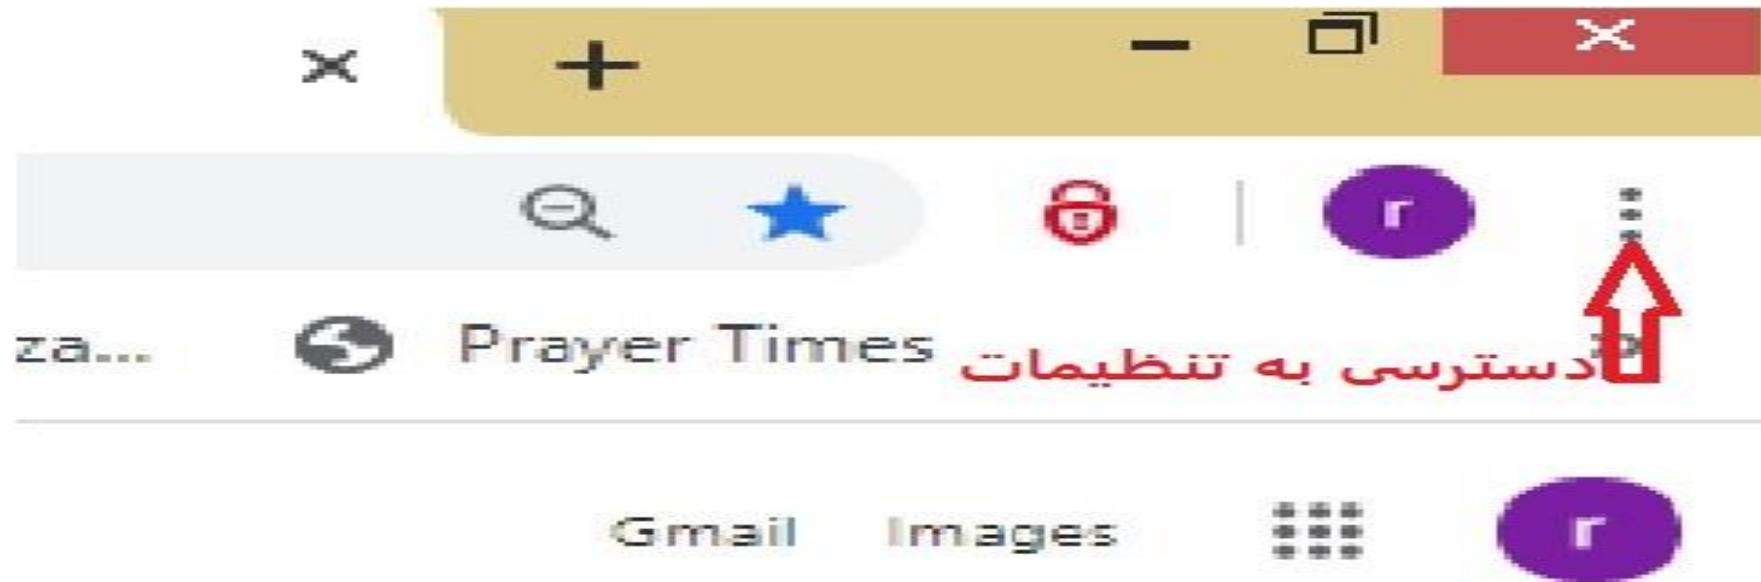 r
za...
Prayer Times
»
دسترسی به تنظیمات
Gmail Images
r